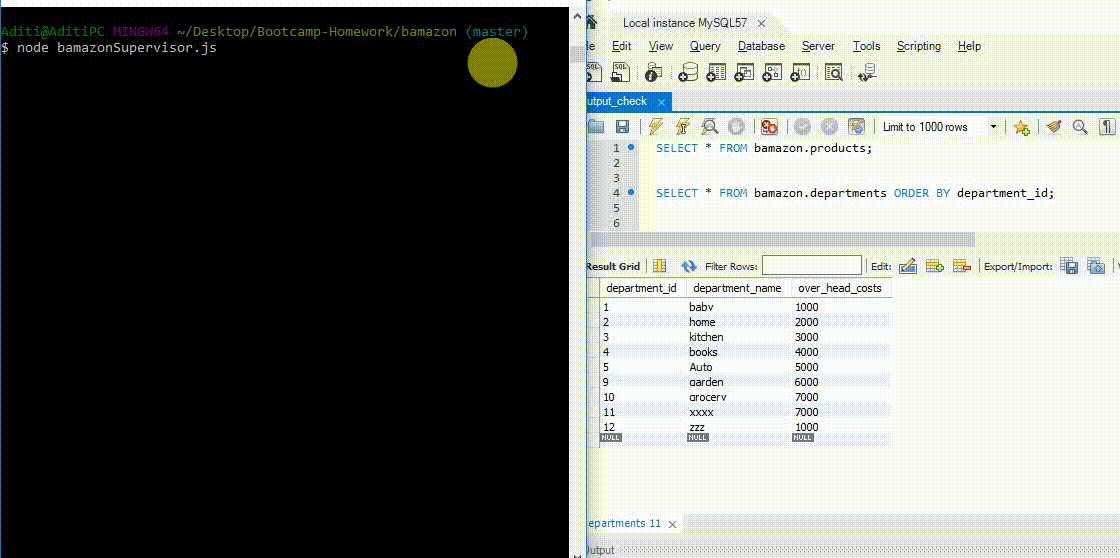 Aditi@AditiPC MINGW64 ~/Desktop/Bootcamp-Homework/bamazon (master)
$ node bamazonSupervisor.js
Local instance MySQL57
le Edit View Query Database Server Tools Scripting Help
utput_check
Limit to 1000 rows
1 SELECT * FROM bamazon.products;
2
3
4 SELECT * FROM bamazon.departments ORDER BY department_id;
5
6
Result Grid Filter Rows: Edit: Export/Import:
department_id department_name over_head_costs
1 baby 1000
2 home 2000
3 kitchen 3000
4 books 4000
5 Auto 5000
9 garden 6000
10 grocery 7000
11 xxxx 7000
12 zzz 1000
NULL NULL NULL
epartments 11
utput